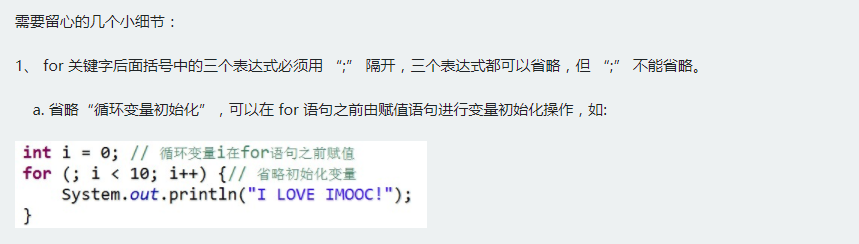 需要留心的几个小细节：
1、 for 关键字后面括号中的三个表达式必须用 “;” 隔开，三个表达式都可以省略，但 “;” 不能省略。
a. 省略“循环变量初始化”，可以在 for 语句之前由赋值语句进行变量初始化操作，如:
int i = 0; // 循环变量i在for语句之前赋值
for (; i < 10; i++) {// 省略初始化变量
System.out.println("I LOVE IMOOC!");
}